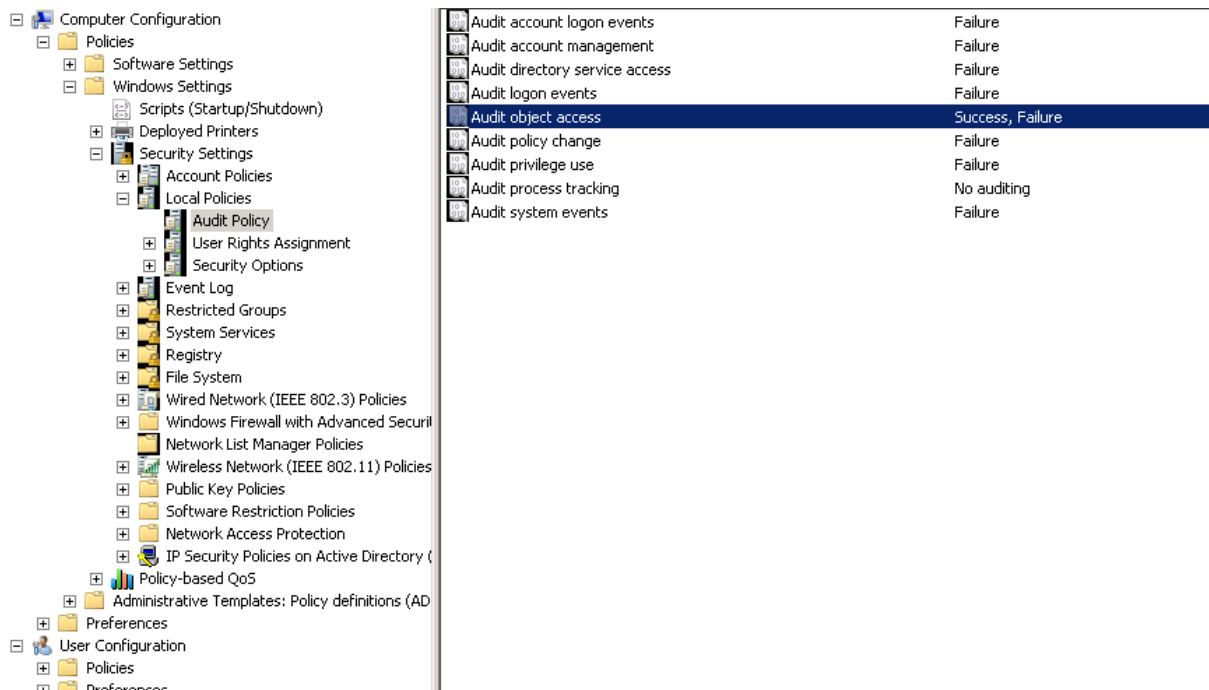 Computer Configuration
Policies
Software Settings
Windows Settings
Scripts (Startup/Shutdown)
Deployed Printers
Security Settings
Account Policies
Local Policies
Audit Policy
User Rights Assignment
Security Options
Event Log
Restricted Groups
System Services
Registry
File System
Wired Network (IEEE 802.3) Policies
Windows Firewall with Advanced Securi
Network List Manager Policies
Wireless Network (IEEE 802.11) Policies
Public Key Policies
Software Restriction Policies
Network Access Protection
IP Security Policies on Active Directory (
Policy-based QoS
Administrative Templates: Policy definitions (AD
Preferences
User Configuration
Policies
Preferences
Audit account logon events Failure
Audit account management Failure
Audit directory service access Failure
Audit logon events Failure
Audit object access Success, Failure
Audit policy change Failure
Audit privilege use Failure
Audit process tracking No auditing
Audit system events Failure